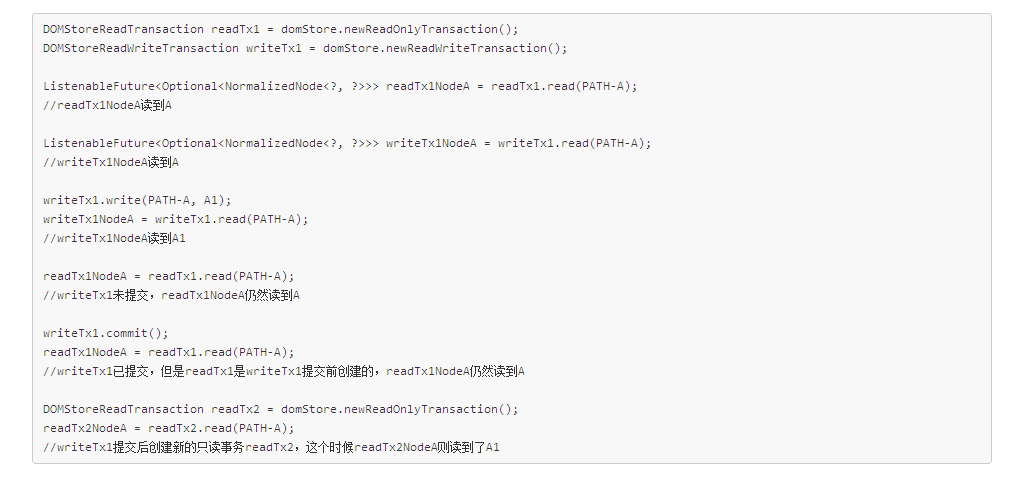 DOMStoreReadTransaction readTx1 = domStore.newReadOnlyTransaction();
DOMStoreReadWriteTransaction writeTx1 = domStore.newReadWriteTransaction();
ListenableFuture<Optional<NormalizedNode<?, ?>>> readTx1NodeA = readTx1.read(PATH-A);
//readTx1NodeA读到A
ListenableFuture<Optional<NormalizedNode<?, ?>>> writeTx1NodeA = writeTx1.read(PATH-A);
//writeTx1NodeA读到A
writeTx1.write(PATH-A, A1);
writeTx1NodeA = writeTx1.read(PATH-A);
//writeTx1NodeA读到A1
readTx1NodeA = readTx1.read(PATH-A);
//writeTx1未提交，readTx1NodeA仍然读到A
writeTx1.commit();
readTx1NodeA = readTx1.read(PATH-A);
//writeTx1已提交，但是readTx1是writeTx1提交前创建的，readTx1NodeA仍然读到A
DOMStoreReadTransaction readTx2 = domStore.newReadOnlyTransaction();
readTx2NodeA = readTx2.read(PATH-A);
//writeTx1提交后创建新的只读事务readTx2，这个时候readTx2NodeA则读到了A1